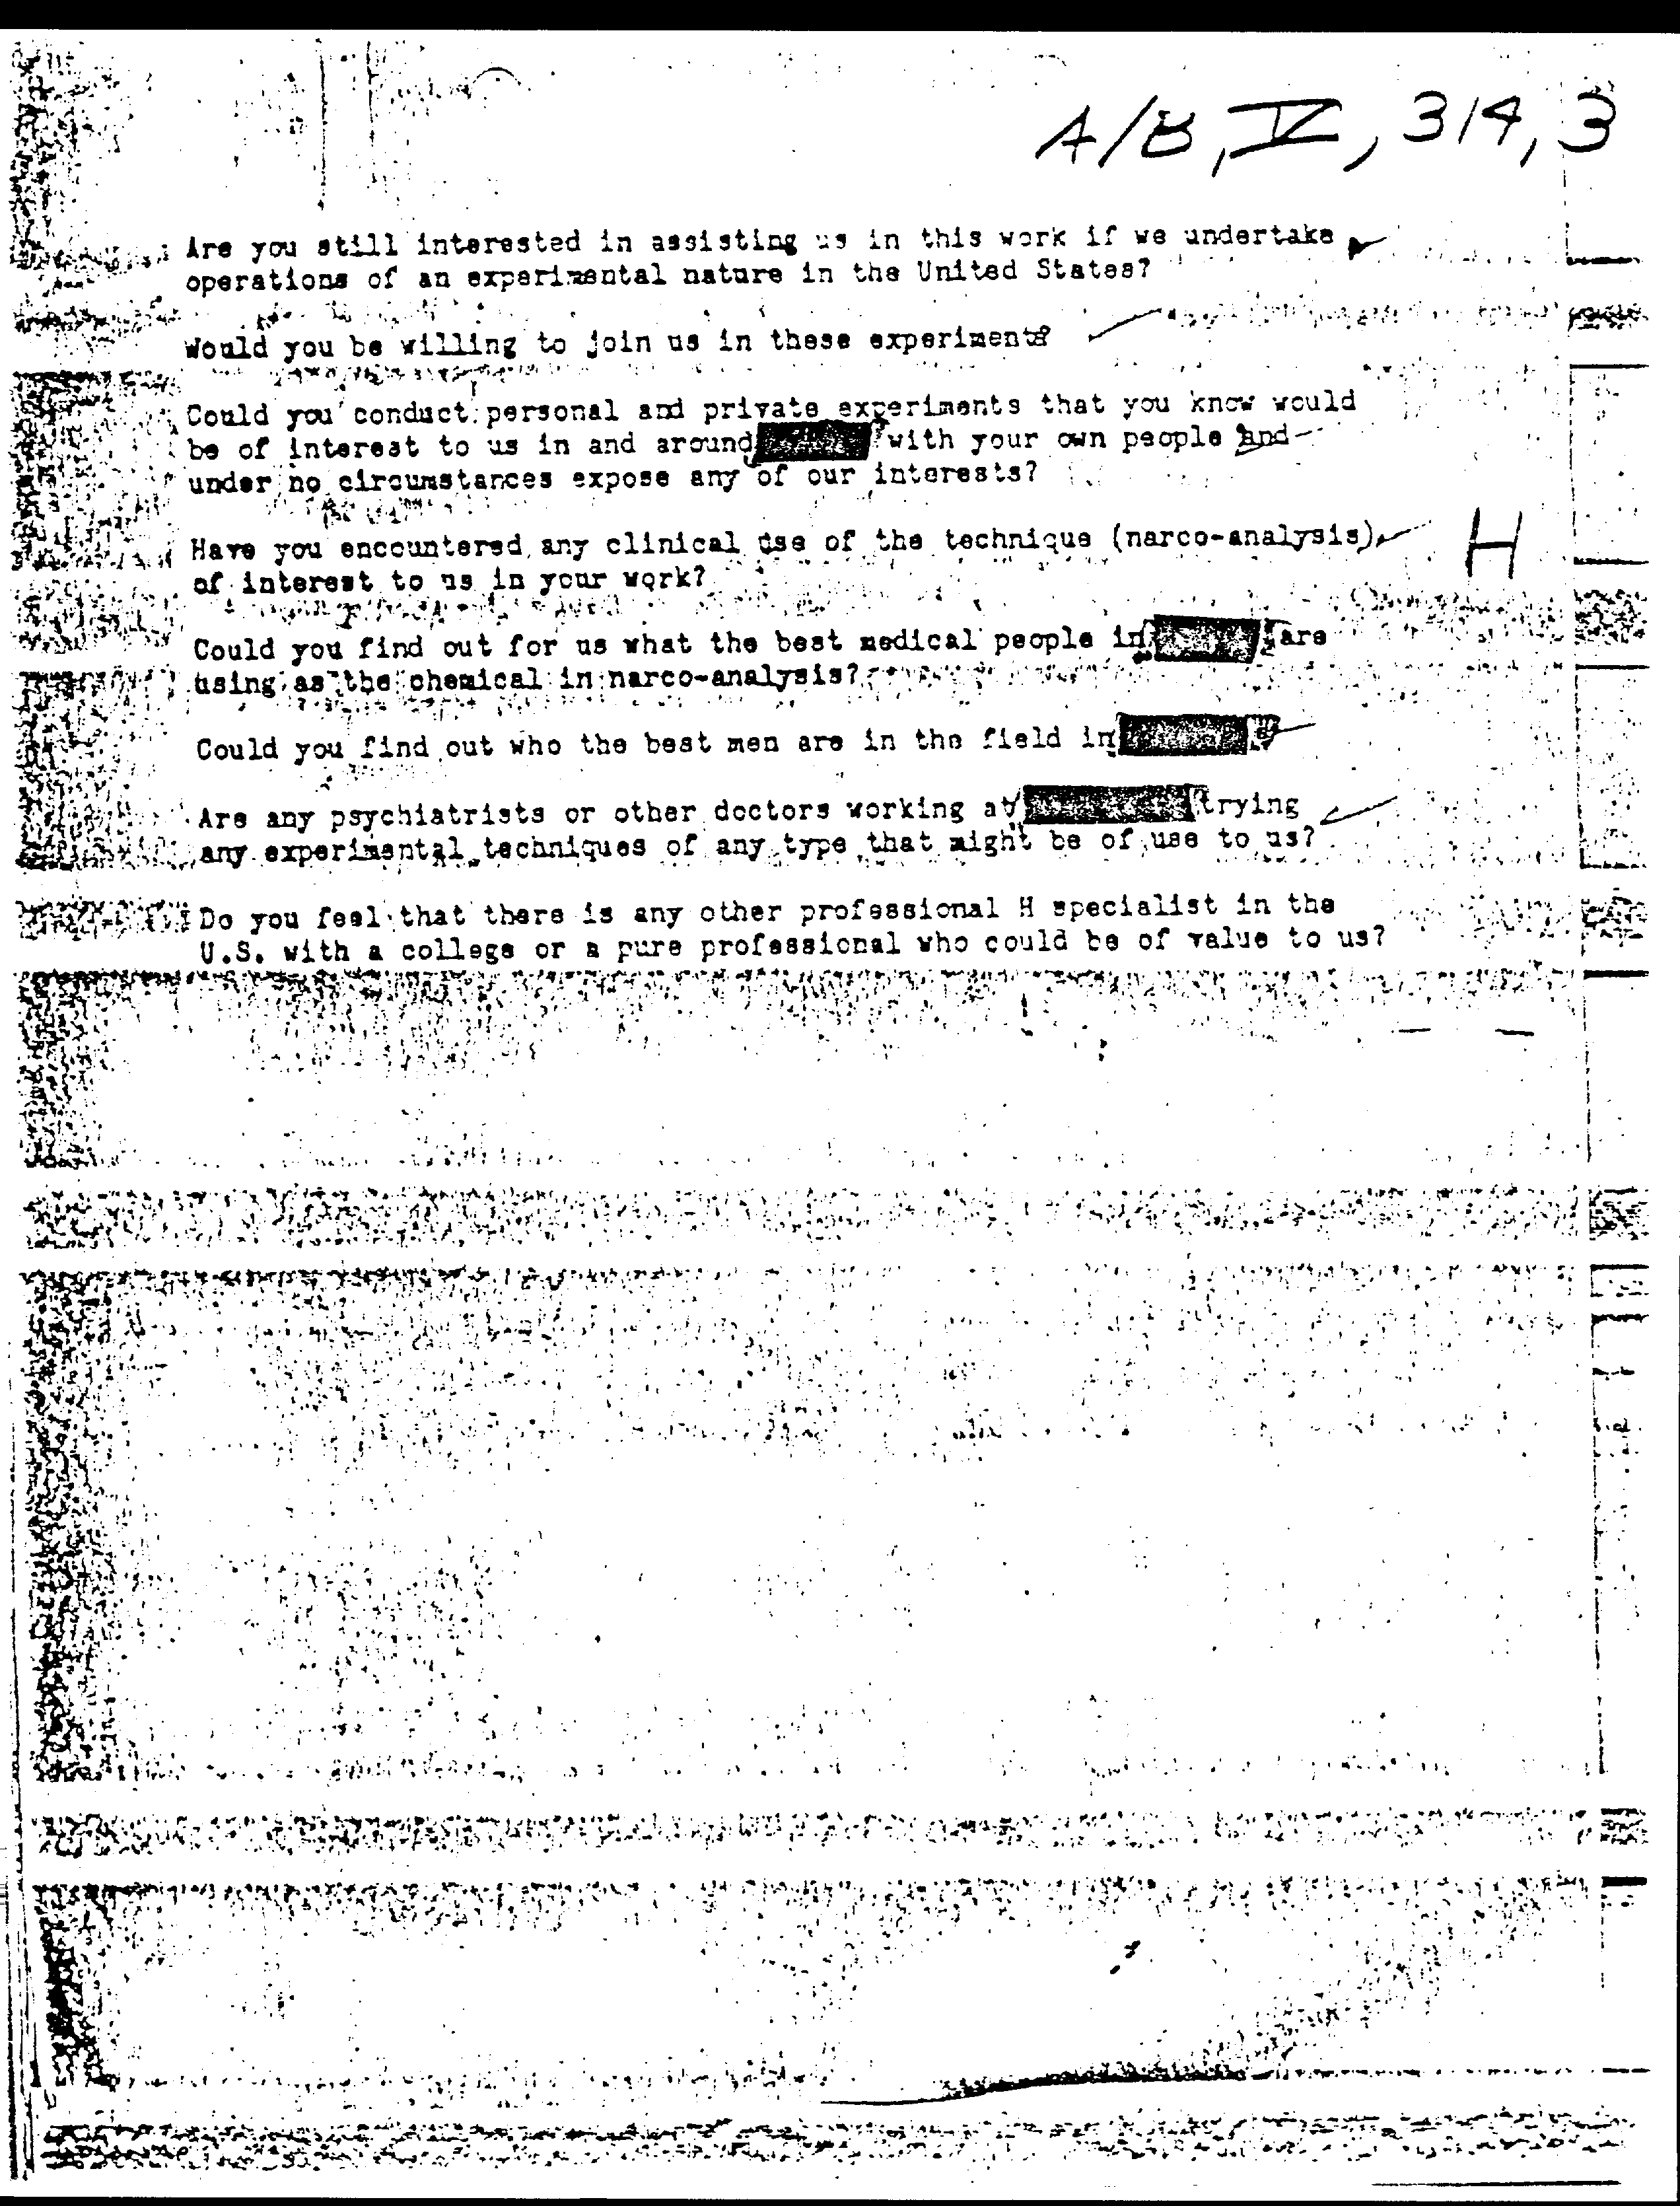 A/B, V, 314, 3
Are you still interested in assisting us in this work if we undertake
operations of an experimental nature in the United States?
Would you be willing to join us in these experiments?
Could you conduct personal and private experiments that you know would
be of interest to us in and around with your own people and
under no circumstances expose any of our interests?
Have you encountered any clinical use of the technique (narco-analysis)
of interest to us in your work?
H
Could you find out for us what the best medical people in are
using as the chemical in narco-analysis?
Could you find out who the best men are in the field in ?
Are any psychiatrists or other doctors working at trying
any experimental techniques of any type that might be of use to us?
Do you feel that there is any other professional H specialist in the
U.S. with a college or a pure professional who could be of value to us?